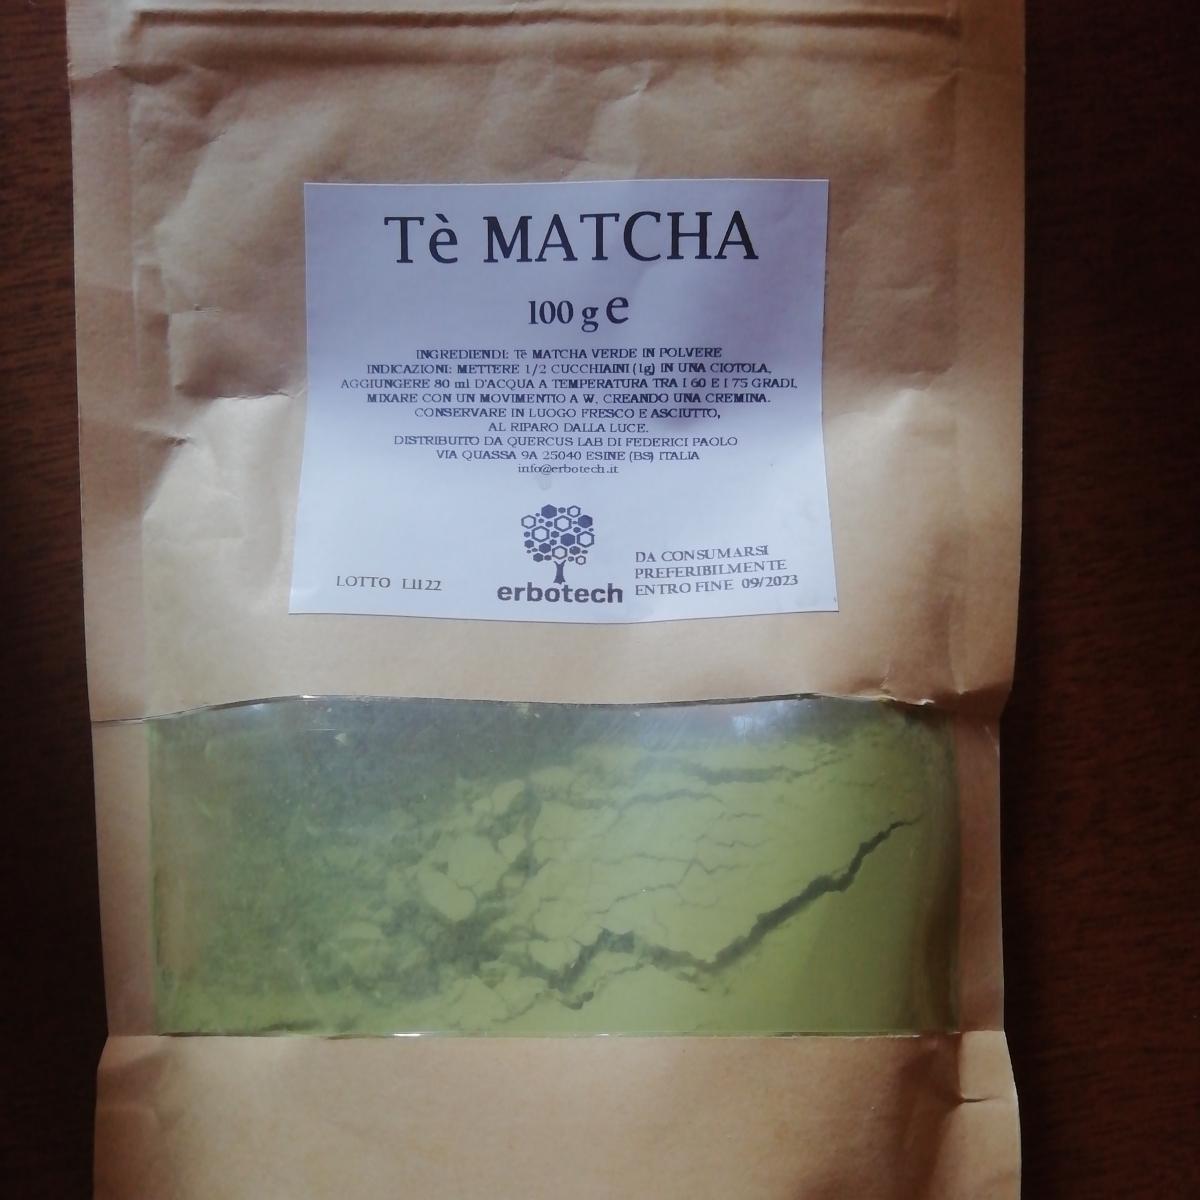 Tè MATCHA
100 g e
INGREDIENDI: Tè MATCHA VERDE IN POLVERE
INDICAZIONI: METTERE 1/2 CUCCHIAINI (1g) IN UNA CIOTOLA,
AGGIUNGERE 80 ml D'ACQUA A TEMPERATURA TRA I 60 E I 75 GRADI,
MIXARE CON UN MOVIMENTIO A W, CREANDO UNA CREMINA.
CONSERVARE IN LUOGO FRESCO E ASCIUTTO,
AL RIPARO DALLA LUCE.
DISTRIBUITO DA QUERCUS LAB DI FEDERICI PAOLO
VIA QUASSA 9A 25040 ESINE (BS) ITALIA
info@erbotech.it
LOTTO L1122
erbotech
DA CONSUMARSI
PREFERIBILMENTE
ENTRO FINE 09/2023